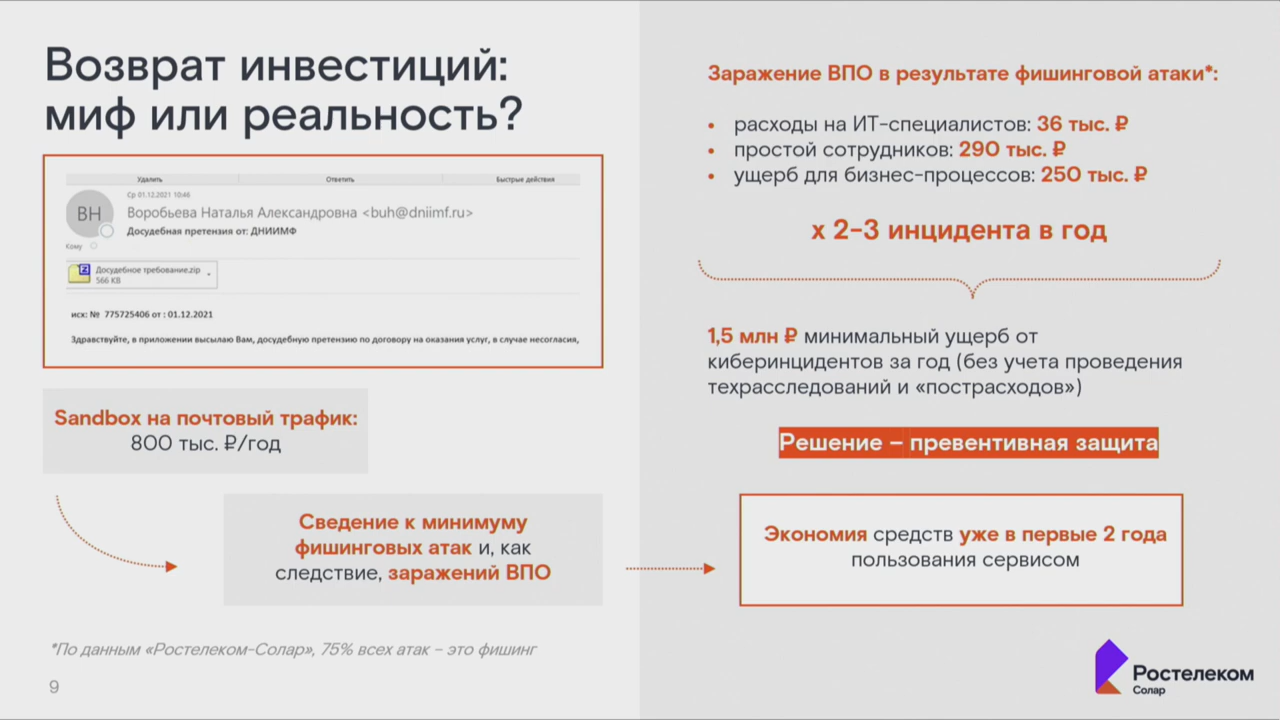 Возврат инвестиций:
миф или реальность?
Удалить Ответить Быстрые действия
Ср 01.12.2021 10:46
ВН
Воробьева Наталья Александровна <buh@dniimf.ru>
Досудебная претензия от: ДНИИМФ
Кому
Досудебное требование.zip
566 KB
исх: № 775725406 от : 01.12.2021
Здравствуйте, в приложении высылаю Вам, досудебную претензию по договору на оказания услуг, в случае несогласия,
Sandbox на почтовый трафик:
800 тыс. ₽/год
Сведение к минимуму
фишинговых атак и, как
следствие, заражений ВПО
*По данным «Ростелеком-Солар», 75% всех атак – это фишинг
9
Заражение ВПО в результате фишинговой атаки*:
• расходы на ИТ-специалистов: 36 тыс. ₽
• простой сотрудников: 290 тыс. ₽
• ущерб для бизнес-процессов: 250 тыс. ₽
х 2-3 инцидента в год
1,5 млн ₽ минимальный ущерб от
киберинцидентов за год (без учета проведения
техрасследований и «пострасходов»)
Решение – превентивная защита
Экономия средств уже в первые 2 года
пользования сервисом
Ростелеком
Солар